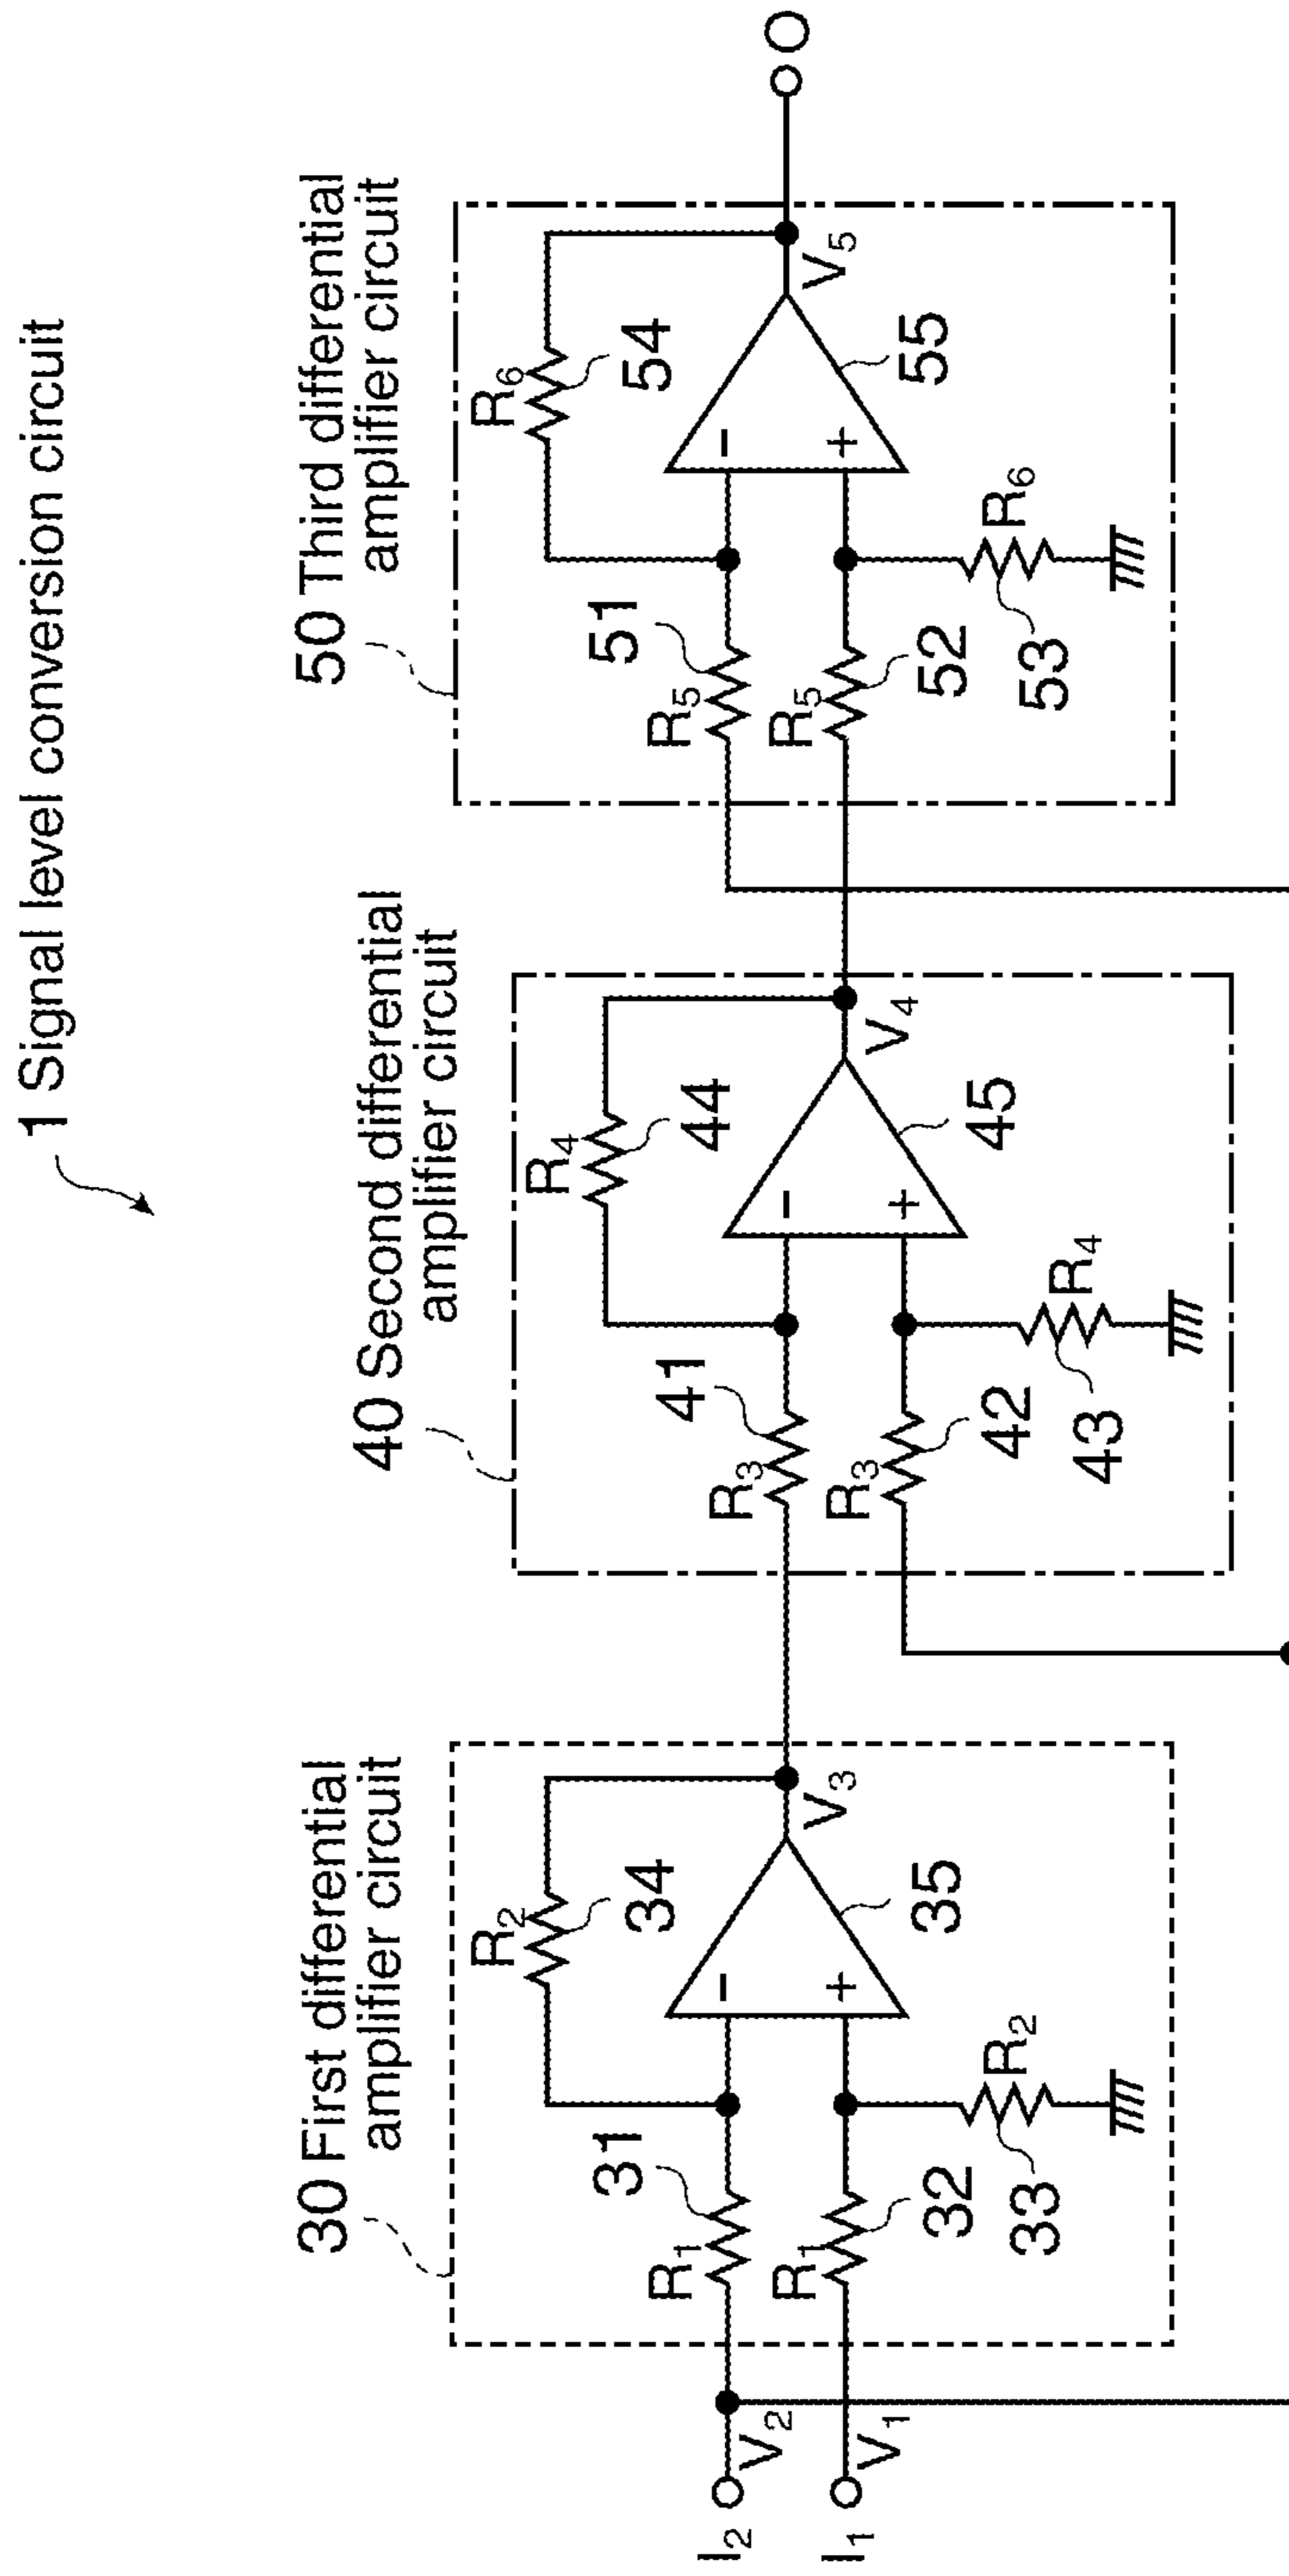 1 Signal level conversion circuit
30 First differential
amplifier circuit
40 Second differential
amplifier circuit
50 Third differential
amplifier circuit
I2
V2
I1
V1
R1
31
R1
32
R2
33
R2
34
−
+
35
V3
R3
41
R3
42
R4
43
R4
44
−
+
45
V4
R5
51
R5
52
R6
53
R6
54
−
+
55
V5
O